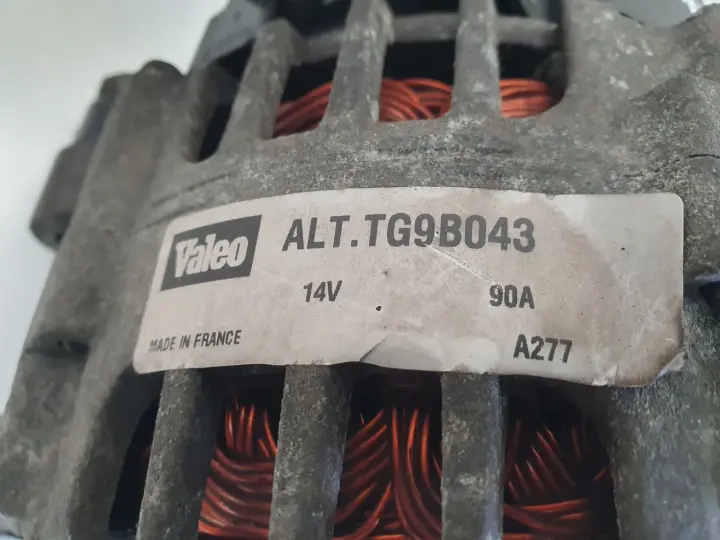 Valeo ALT.TG9B043
14V 90A
MADE IN FRANCE A277